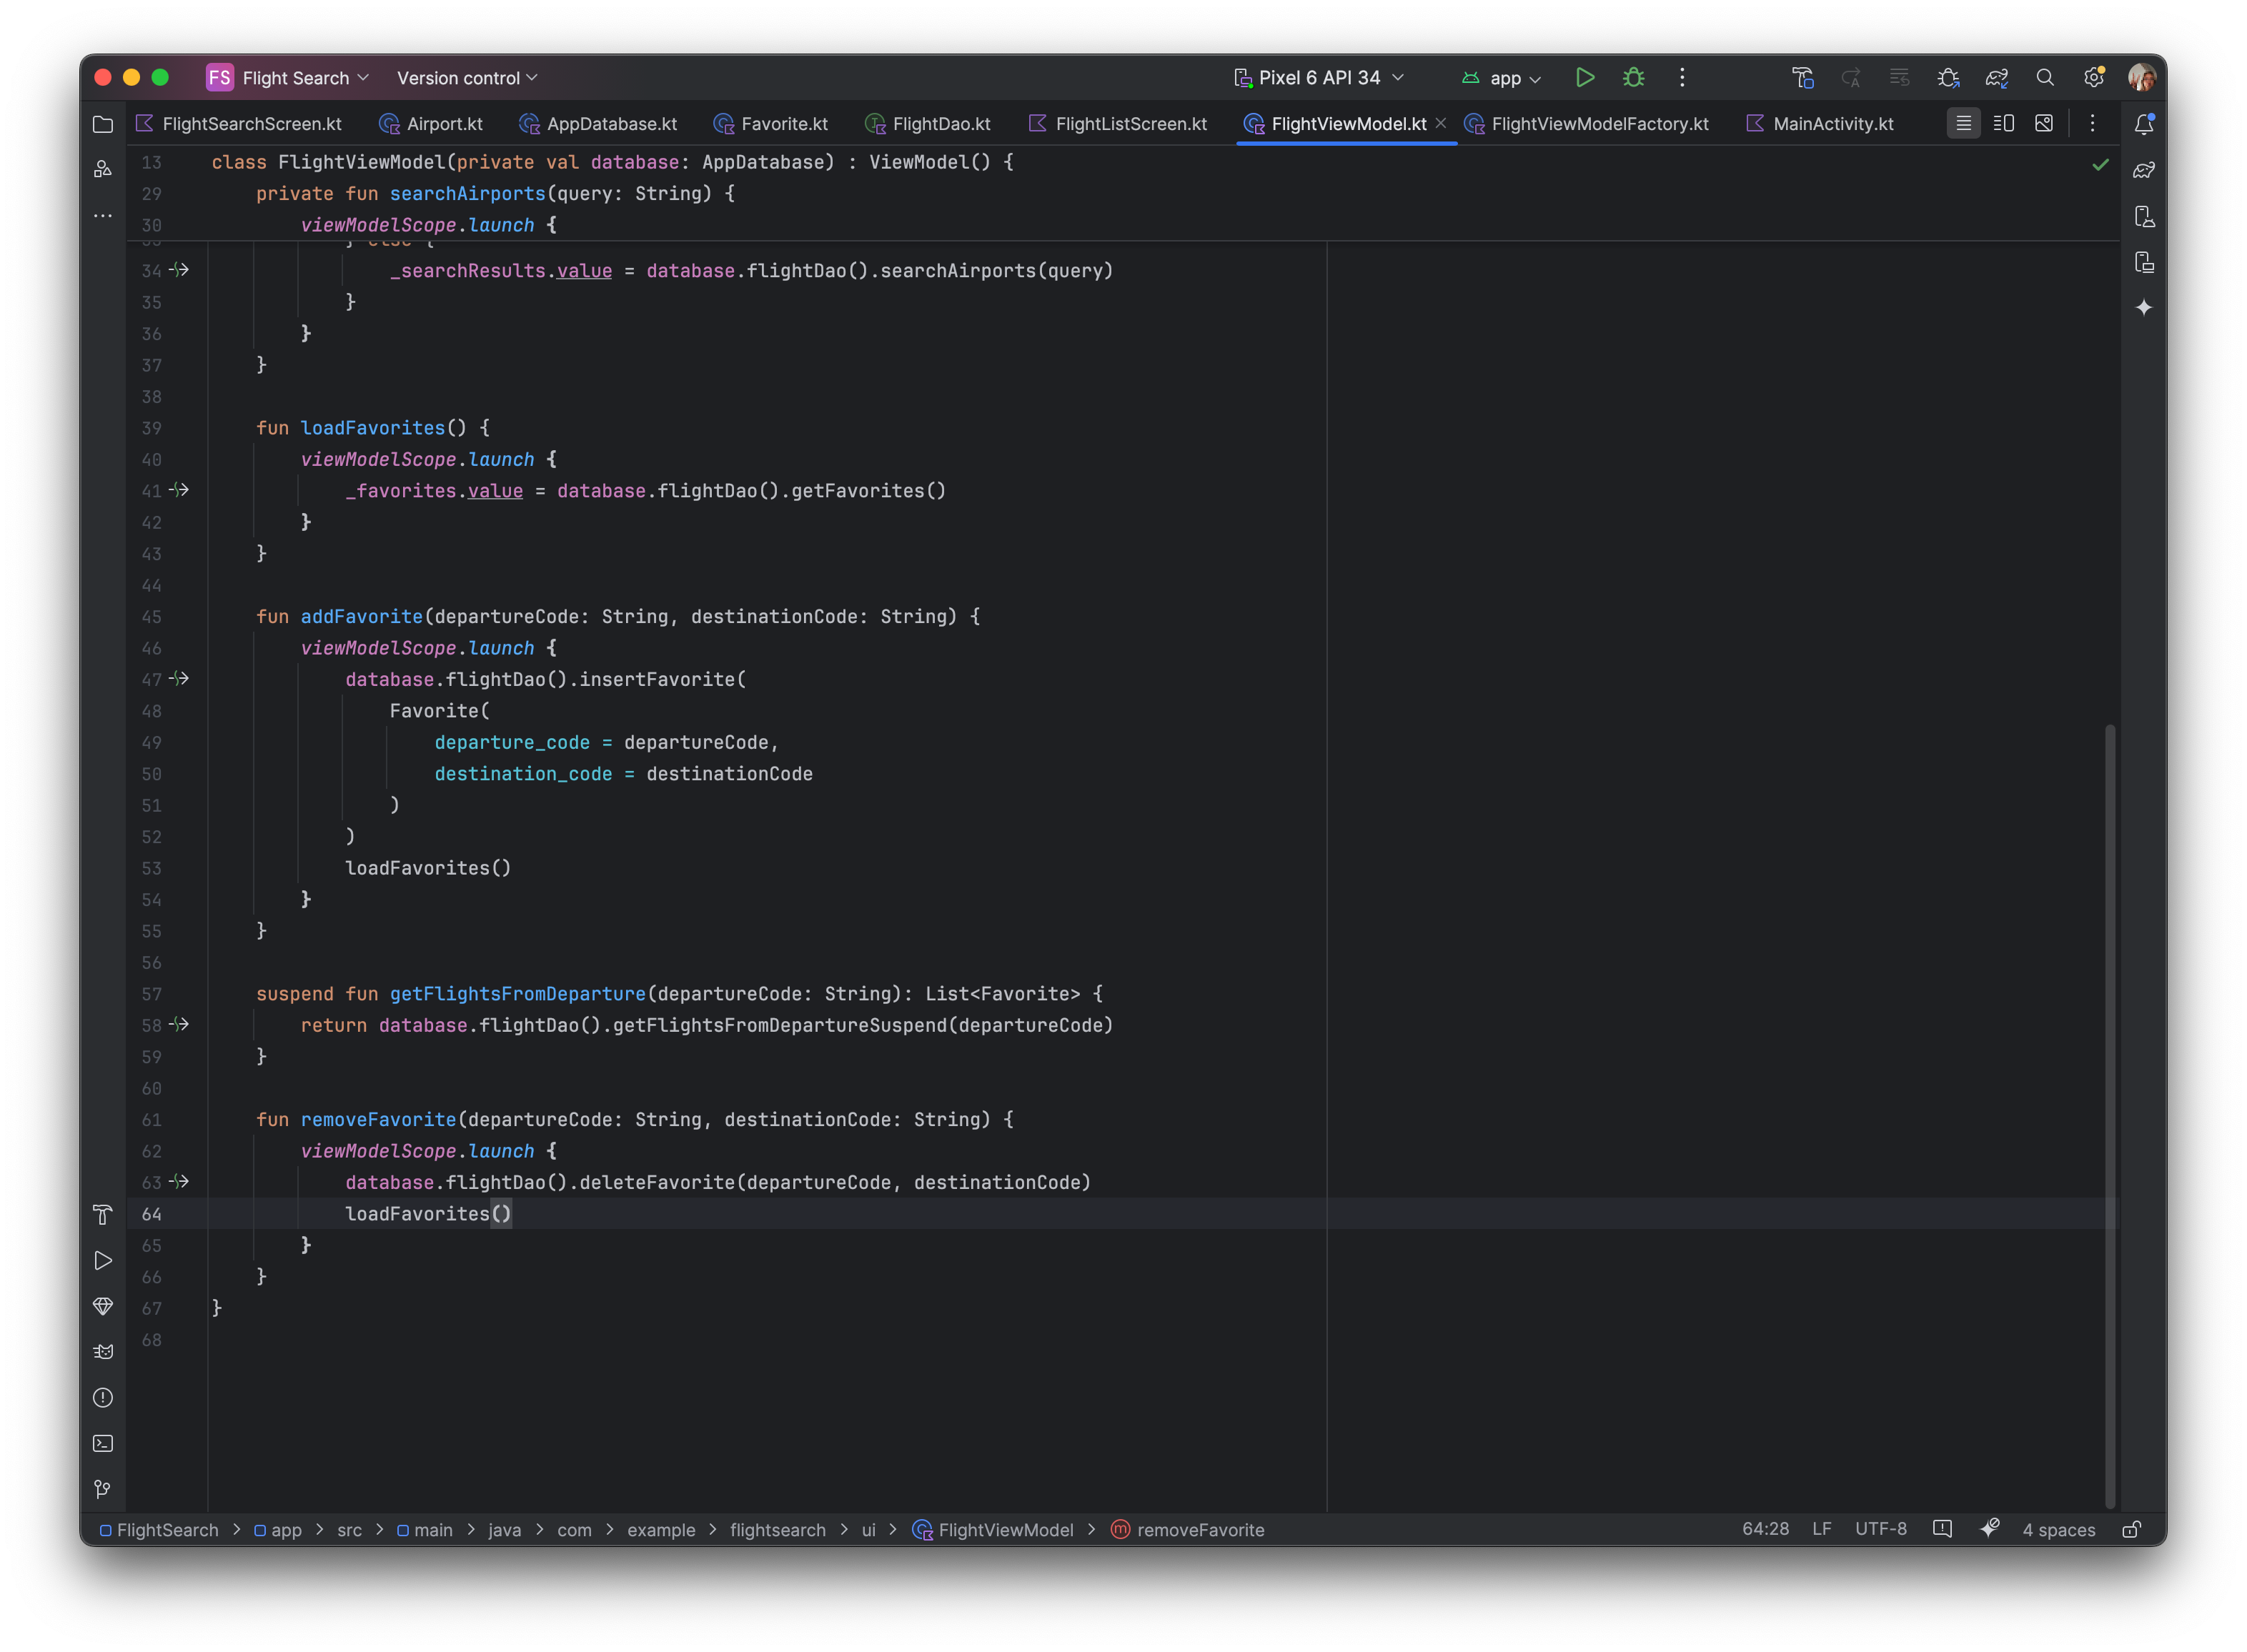 FS Flight Search Version control Pixel 6 API 34 app
FlightSearchScreen.kt Airport.kt AppDatabase.kt Favorite.kt FlightDao.kt FlightListScreen.kt FlightViewModel.kt FlightViewModelFactory.kt MainActivity.kt
13 class FlightViewModel(private val database: AppDatabase) : ViewModel() {
29 private fun searchAirports(query: String) {
30 viewModelScope.launch {
33 } else {
34 _searchResults.value = database.flightDao().searchAirports(query)
35 }
36 }
37 }
38
39 fun loadFavorites() {
40 viewModelScope.launch {
41 _favorites.value = database.flightDao().getFavorites()
42 }
43 }
44
45 fun addFavorite(departureCode: String, destinationCode: String) {
46 viewModelScope.launch {
47 database.flightDao().insertFavorite(
48 Favorite(
49 departure_code = departureCode,
50 destination_code = destinationCode
51 )
52 )
53 loadFavorites()
54 }
55 }
56
57 suspend fun getFlightsFromDeparture(departureCode: String): List<Favorite> {
58 return database.flightDao().getFlightsFromDepartureSuspend(departureCode)
59 }
60
61 fun removeFavorite(departureCode: String, destinationCode: String) {
62 viewModelScope.launch {
63 database.flightDao().deleteFavorite(departureCode, destinationCode)
64 loadFavorites()
65 }
66 }
67 }
68
FlightSearch > app > src > main > java > com > example > flightsearch > ui > FlightViewModel > m removeFavorite 64:28 LF UTF-8 4 spaces